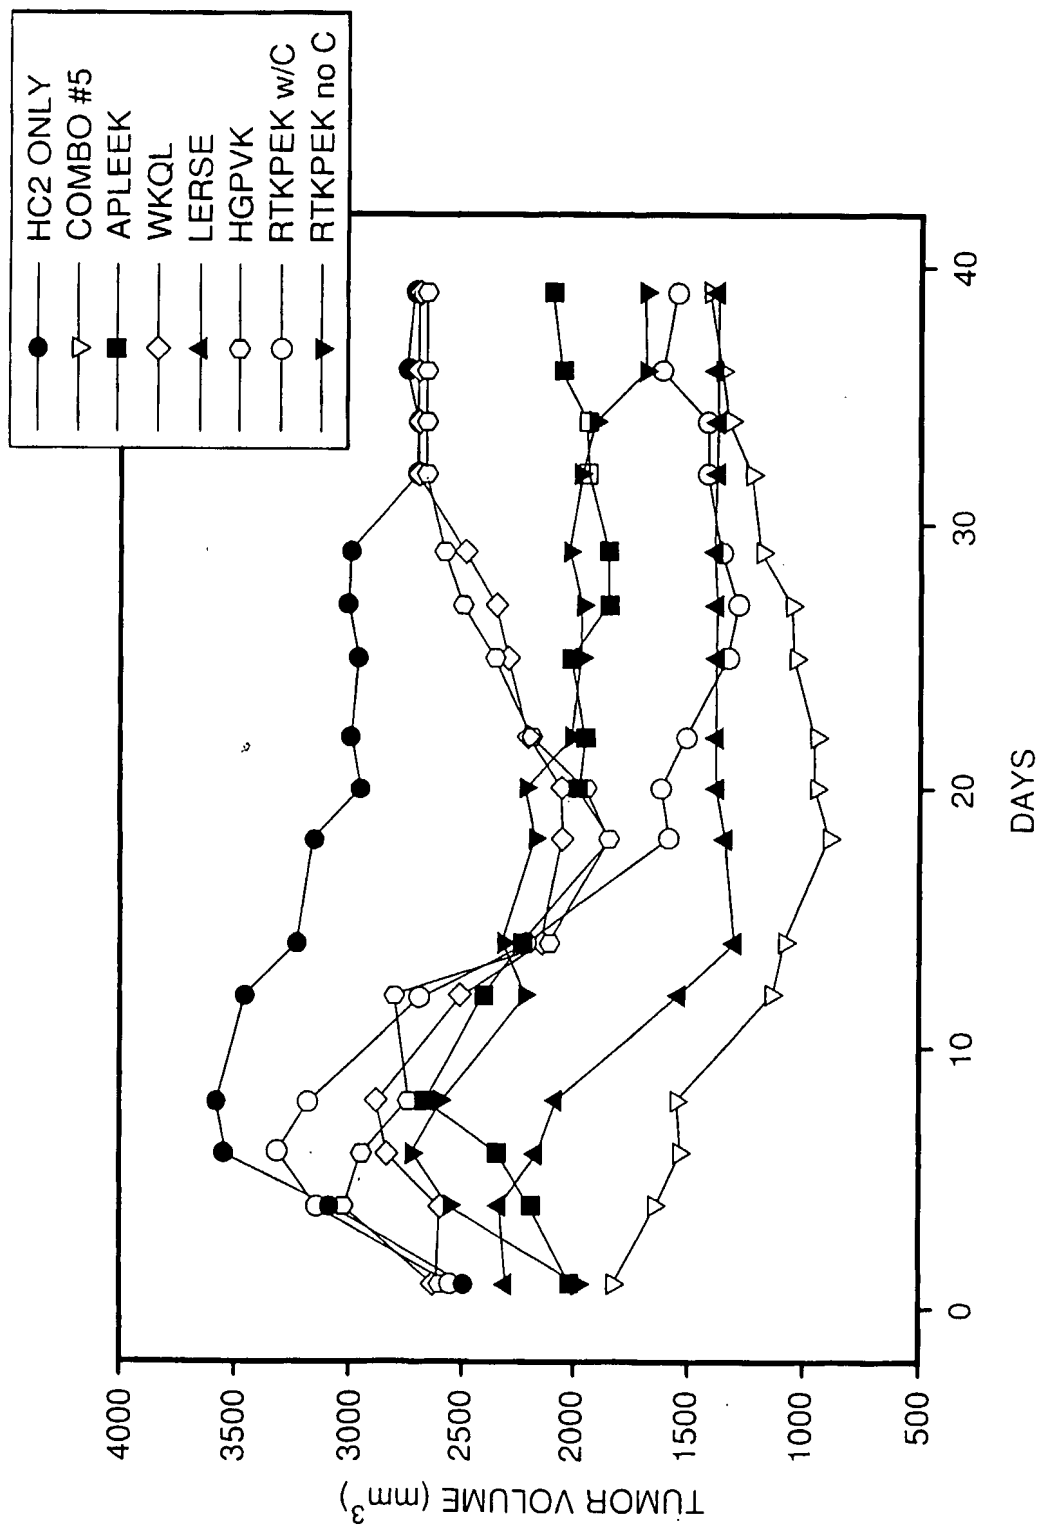 HC2 ONLY
COMBO #5
APLEEK
WKQL
LERSE
HGPVK
RTKPEK w/C
RTKPEK no C
4000
3500
3000
2500
2000
1500
1000
500
TUMOR VOLUME (mm³)
0
10
20
30
40
DAYS